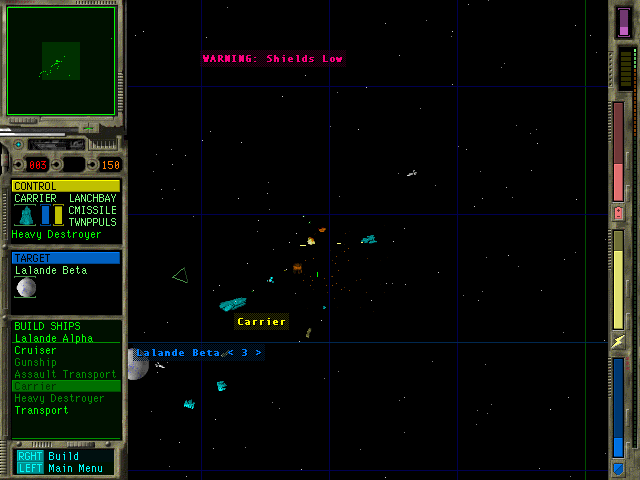 WARNING: Shields Low
003 150
CONTROL
CARRIER LANCHBAY
CMISSILE
TWNPPULS
Heavy Destroyer
TARGET
Lalande Beta
Carrier
BUILD SHIPS
Lalande Alpha
Cruiser
Gunship
Assault Transport
Carrier
Heavy Destroyer
Transport
Lalande Beta < 3 >
RGHT Build
LEFT Main Menu